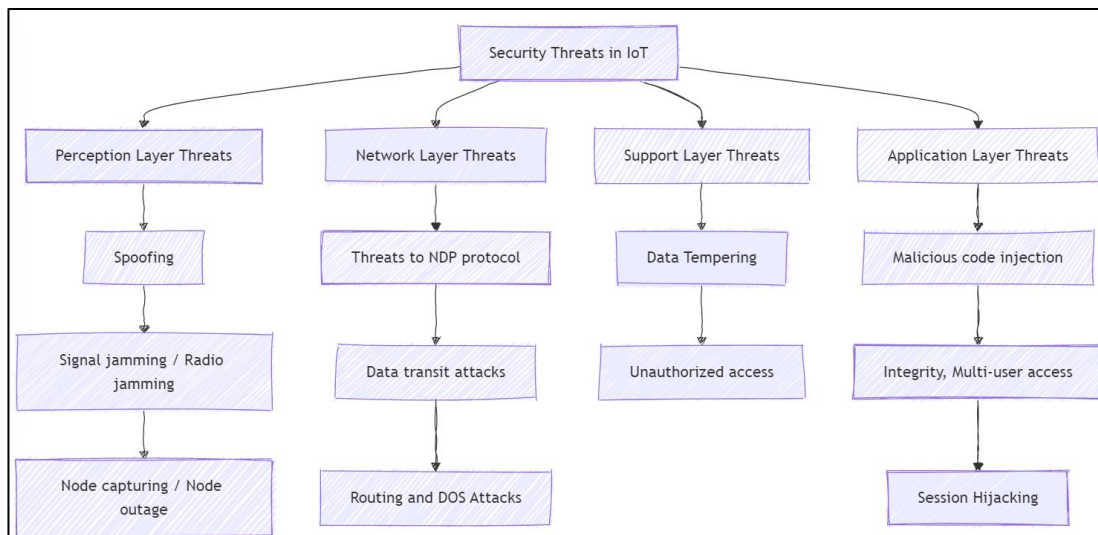 Security Threats in IoT
Perception Layer Threats
Network Layer Threats
Support Layer Threats
Application Layer Threats
Spoofing
Threats to NDP protocol
Data Tempering
Malicious code injection
Signal jamming / Radio
jamming
Data transit attacks
Unauthorized access
Integrity, Multi-user access
Node capturing / Node
outage
Routing and DOS Attacks
Session Hijacking